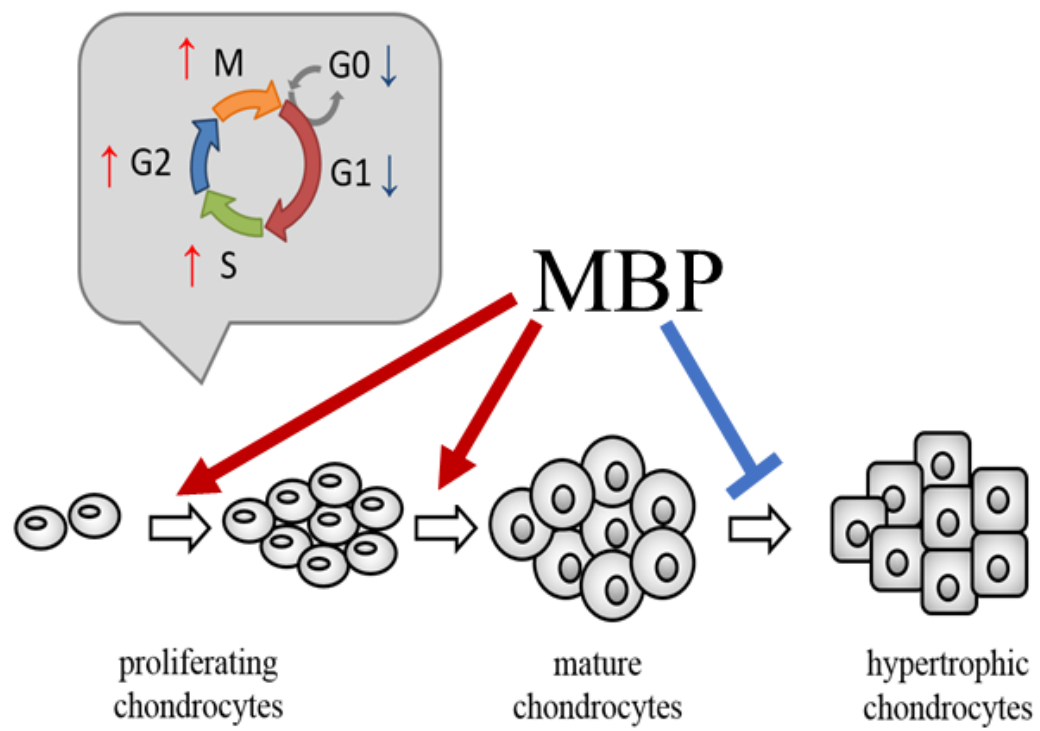 M
G0
G2
G1
S
MBP
proliferating
chondrocytes
mature
chondrocytes
hypertrophic
chondrocytes